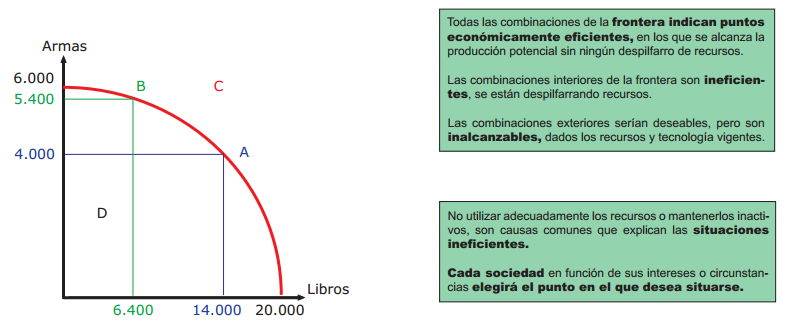 Armas
6.000
5.400
4.000
B
C
A
D
Libros
6.400
14.000
20.000
Todas las combinaciones de la frontera indican puntos
económicamente eficientes, en los que se alcanza la
producción potencial sin ningún despilfarro de recursos.
Las combinaciones interiores de la frontera son ineficien-
tes, se están despilfarrando recursos.
Las combinaciones exteriores serían deseables, pero son
inalcanzables, dados los recursos y tecnología vigentes.
No utilizar adecuadamente los recursos o mantenerlos inacti-
vos, son causas comunes que explican las situaciones
ineficientes.
Cada sociedad en función de sus intereses o circunstan-
cias elegirá el punto en el que desea situarse.